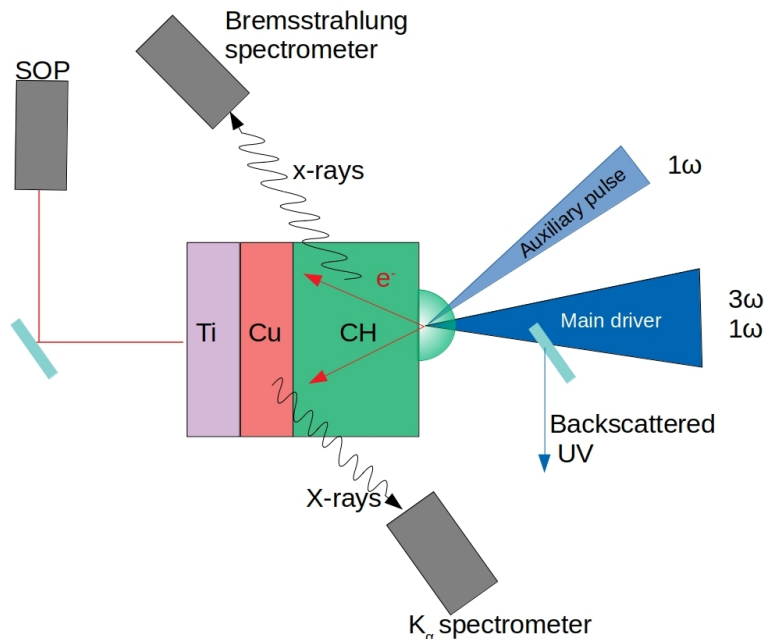 Bremsstrahlung
spectrometer
SOP
x-rays
1ω
Auxiliary pulse
e-
3ω
1ω
Main driver
Ti
Cu
CH
Backscattered
UV
X-rays
Kα spectrometer